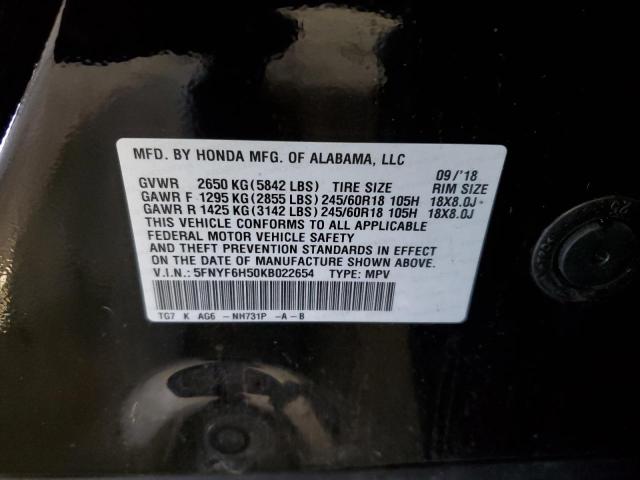 MFD. BY HONDA MFG. OF ALABAMA, LLC
09/'18
GVWR 2650 KG(5842 LBS) TIRE SIZE RIM SIZE
GAWR F 1295 KG(2855 LBS)245/60R18 105H 18X8.0J
GAWR R 1425 KG(3142 LBS)245/60R18 105H 18X8.0J
THIS VEHICLE CONFORMS TO ALL APPLICABLE
FEDERAL MOTOR VEHICLE SAFETY
AND THEFT PREVENTION STANDARDS IN EFFECT
ON THE DATE OF MANUFACTURE SHOWN ABOVE.
V.I.N.: 5FNYF6H50KB022654 TYPE: MPV
TG7 K AG6 -NH731P -A-B